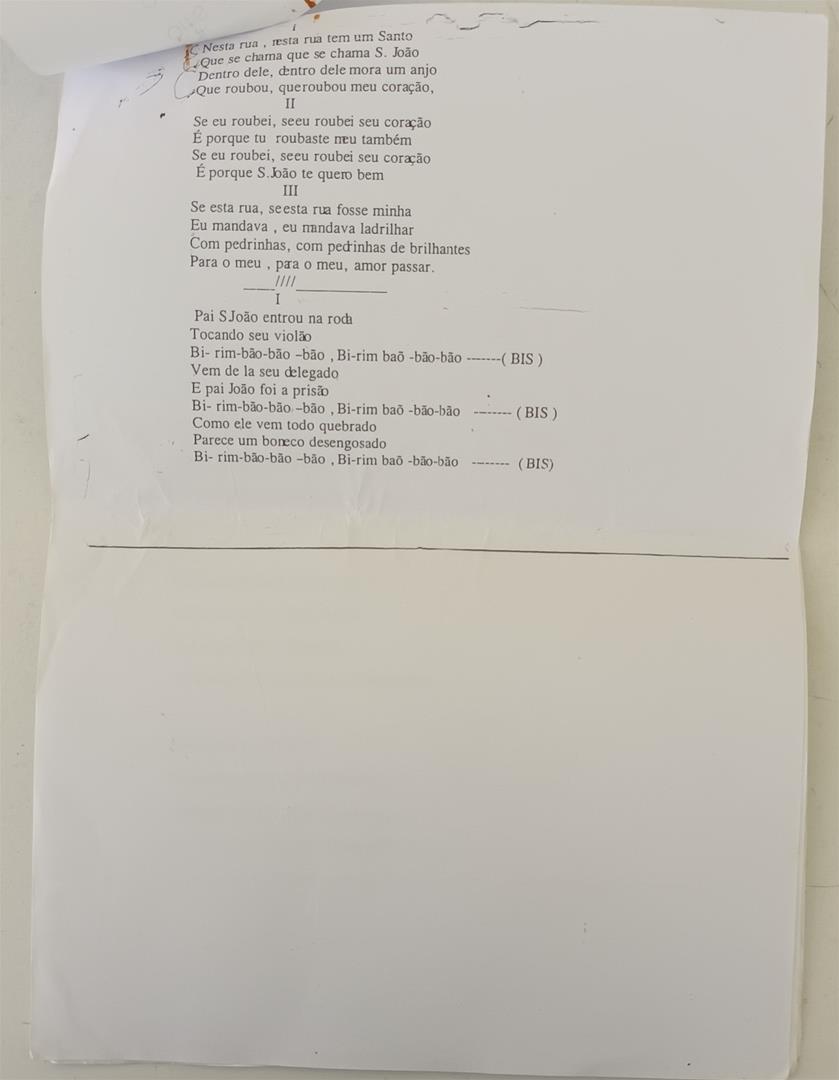 I
Nesta rua , nesta rua tem um Santo
Que se chama que se chama S. João
Dentro dele, dentro dele mora um anjo
Que roubou, que roubou meu coração,
II
Se eu roubei, se eu roubei seu coração
É porque tu roubaste meu também
Se eu roubei, se eu roubei seu coração
É porque S.João te quero bem
III
Se esta rua, se esta rua fosse minha
Eu mandava , eu mandava ladrilhar
Com pedrinhas, com pedrinhas de brilhantes
Para o meu , para o meu, amor passar.
____////____________
I
Pai S.João entrou na roda
Tocando seu violão
Bi- rim-bão-bão –bão , Bi-rim baõ -bão-bão -------( BIS )
Vem de la seu delegado
E pai João foi a prisão
Bi- rim-bão-bão –bão , Bi-rim baõ -bão-bão ------- ( BIS )
Como ele vem todo quebrado
Parece um boneco desengosado
Bi- rim-bão-bão –bão , Bi-rim baõ -bão-bão ------- ( BIS)